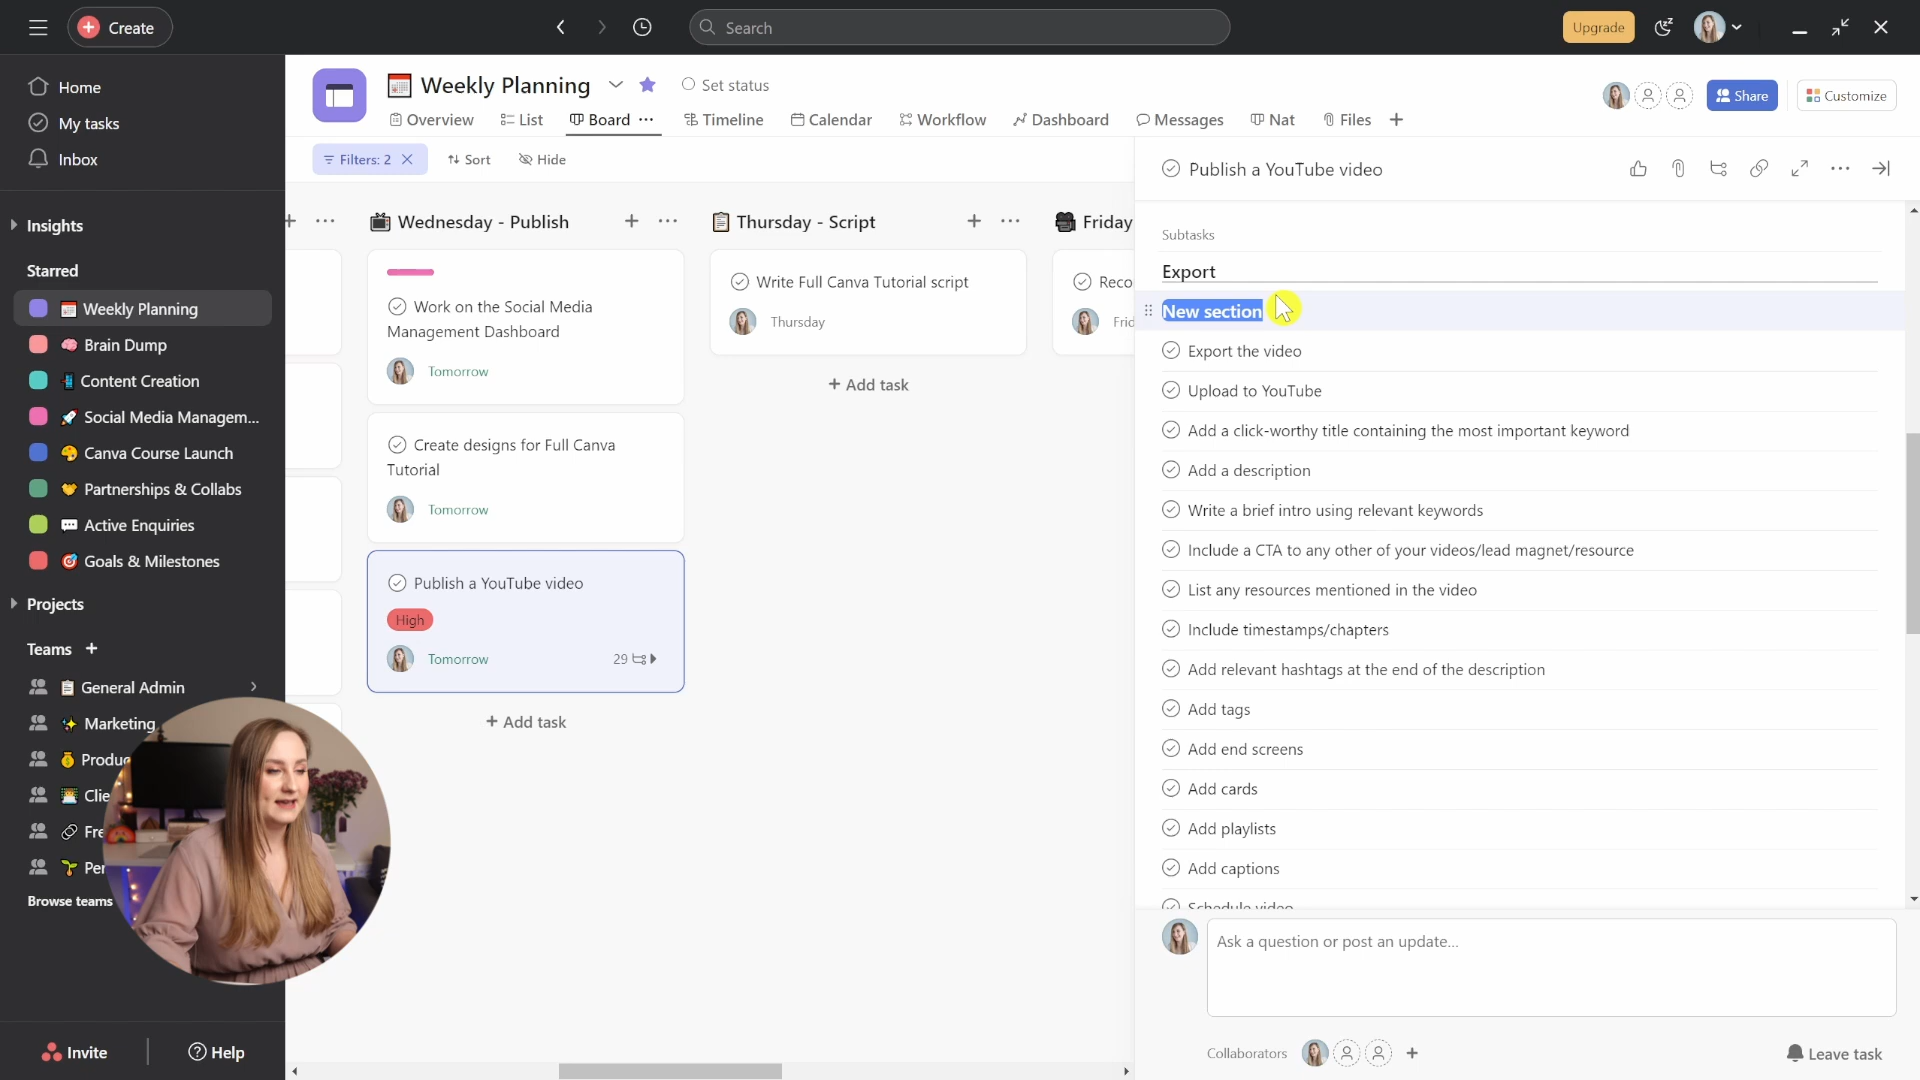 Create
Search
Upgrade
Home
My tasks
Inbox
Insights
Starred
Weekly Planning
Brain Dump
Content Creation
Social Media Managem...
Canva Course Launch
Partnerships & Collabs
Active Enquiries
Goals & Milestones
Projects
Teams +
General Admin
Marketing
Produc
Clie
Fre
Per
Browse teams
Invite
Help
Weekly Planning
Set status
Share
Customize
Overview
List
Board
Timeline
Calendar
Workflow
Dashboard
Messages
Nat
Files
Filters: 2
Sort
Hide
Wednesday - Publish
Work on the Social Media
Management Dashboard
Tomorrow
Create designs for Full Canva
Tutorial
Tomorrow
Publish a YouTube video
High
Tomorrow
29
+ Add task
Thursday - Script
Write Full Canva Tutorial script
Thursday
+ Add task
Friday
Reco
Frid
Publish a YouTube video
Subtasks
Export
New section
Export the video
Upload to YouTube
Add a click-worthy title containing the most important keyword
Add a description
Write a brief intro using relevant keywords
Include a CTA to any other of your videos/lead magnet/resource
List any resources mentioned in the video
Include timestamps/chapters
Add relevant hashtags at the end of the description
Add tags
Add end screens
Add cards
Add playlists
Add captions
Schedule video
Ask a question or post an update...
Collaborators
Leave task